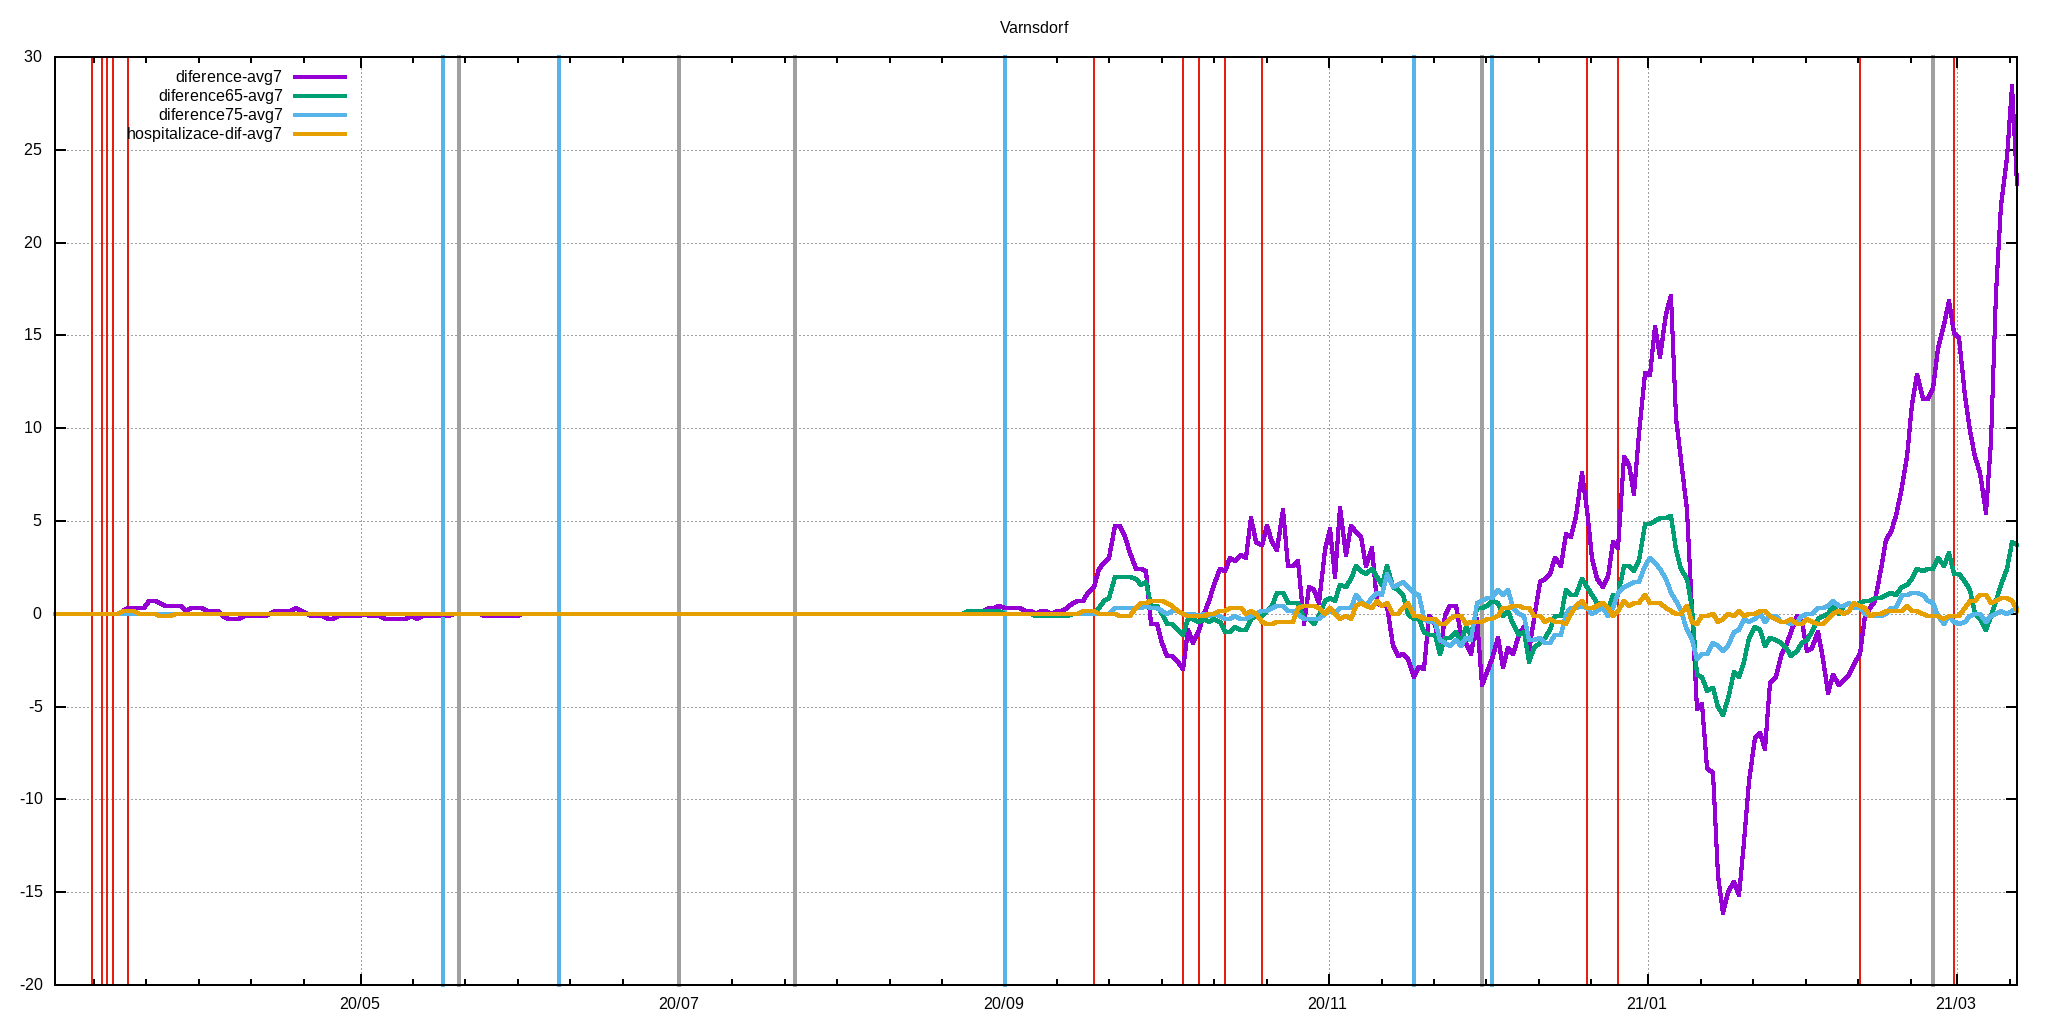 Varnsdorf
diference-avg7
diference65-avg7
diference75-avg7
hospitalizace-dif-avg7
30
25
20
15
10
5
0
-5
-10
-15
-20
20/05 20/07 20/09 20/11 21/01 21/03